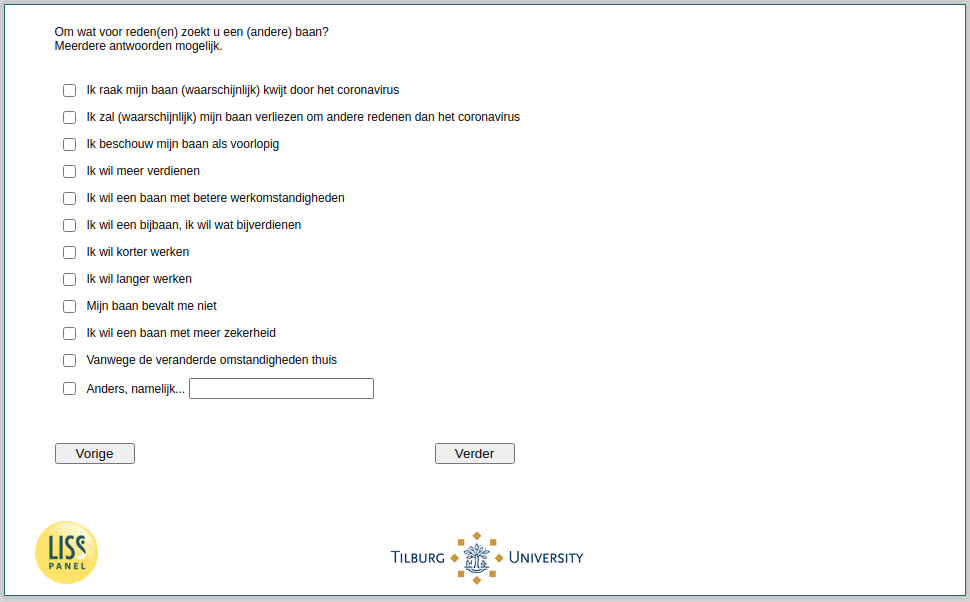 Om wat voor reden(en) zoekt u een (andere) baan?
Meerdere antwoorden mogelijk.
Ik raak mijn baan (waarschijnlijk) kwijt door het coronavirus
Ik zal (waarschijnlijk) mijn baan verliezen om andere redenen dan het coronavirus
Ik beschouw mijn baan als voorlopig
Ik wil meer verdienen
Ik wil een baan met betere werkomstandigheden
Ik wil een bijbaan, ik wil wat bijverdienen
Ik wil korter werken
Ik wil langer werken
Mijn baan bevalt me niet
Ik wil een baan met meer zekerheid
Vanwege de veranderde omstandigheden thuis
Anders, namelijk...
Vorige Verder
LISS
PANEL
TILBURG UNIVERSITY